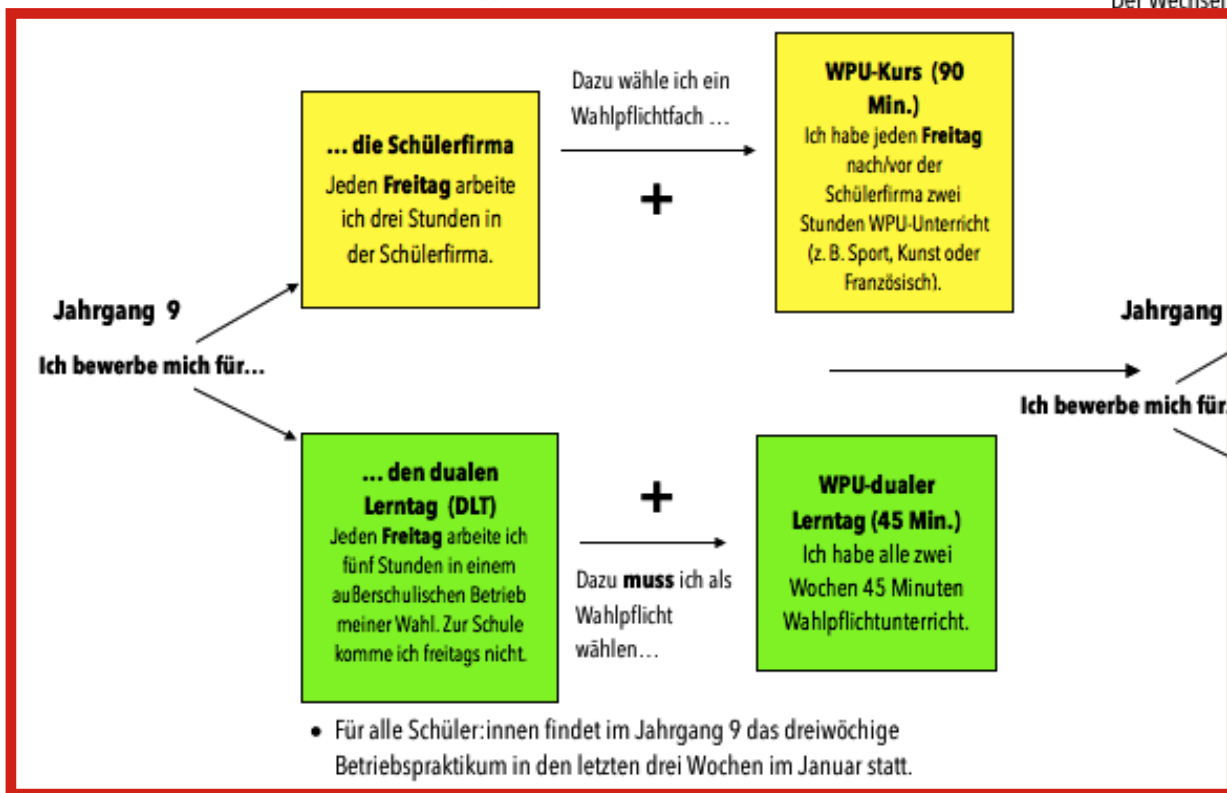 Der Wechsel
Dazu wähle ich ein
Wahlpflichtfach ...
... die Schülerfirma
Jeden Freitag arbeite
ich drei Stunden in
der Schülerfirma.
+
WPU-Kurs (90
Min.)
Ich habe jeden Freitag
nach/vor der
Schülerfirma zwei
Stunden WPU-Unterricht
(z. B. Sport, Kunst oder
Französisch).
Jahrgang 9
Ich bewerbe mich für...
Jahrgang
Ich bewerbe mich für.
... den dualen
Lerntag (DLT)
Jeden Freitag arbeite ich
fünf Stunden in einem
außerschulischen Betrieb
meiner Wahl. Zur Schule
komme ich freitags nicht.
+
Dazu muss ich als
Wahlpflicht
wählen...
WPU-dualer
Lerntag (45 Min.)
Ich habe alle zwei
Wochen 45 Minuten
Wahlpflichtunterricht.
• Für alle Schüler:innen findet im Jahrgang 9 das dreiwöchige
Betriebspraktikum in den letzten drei Wochen im Januar statt.